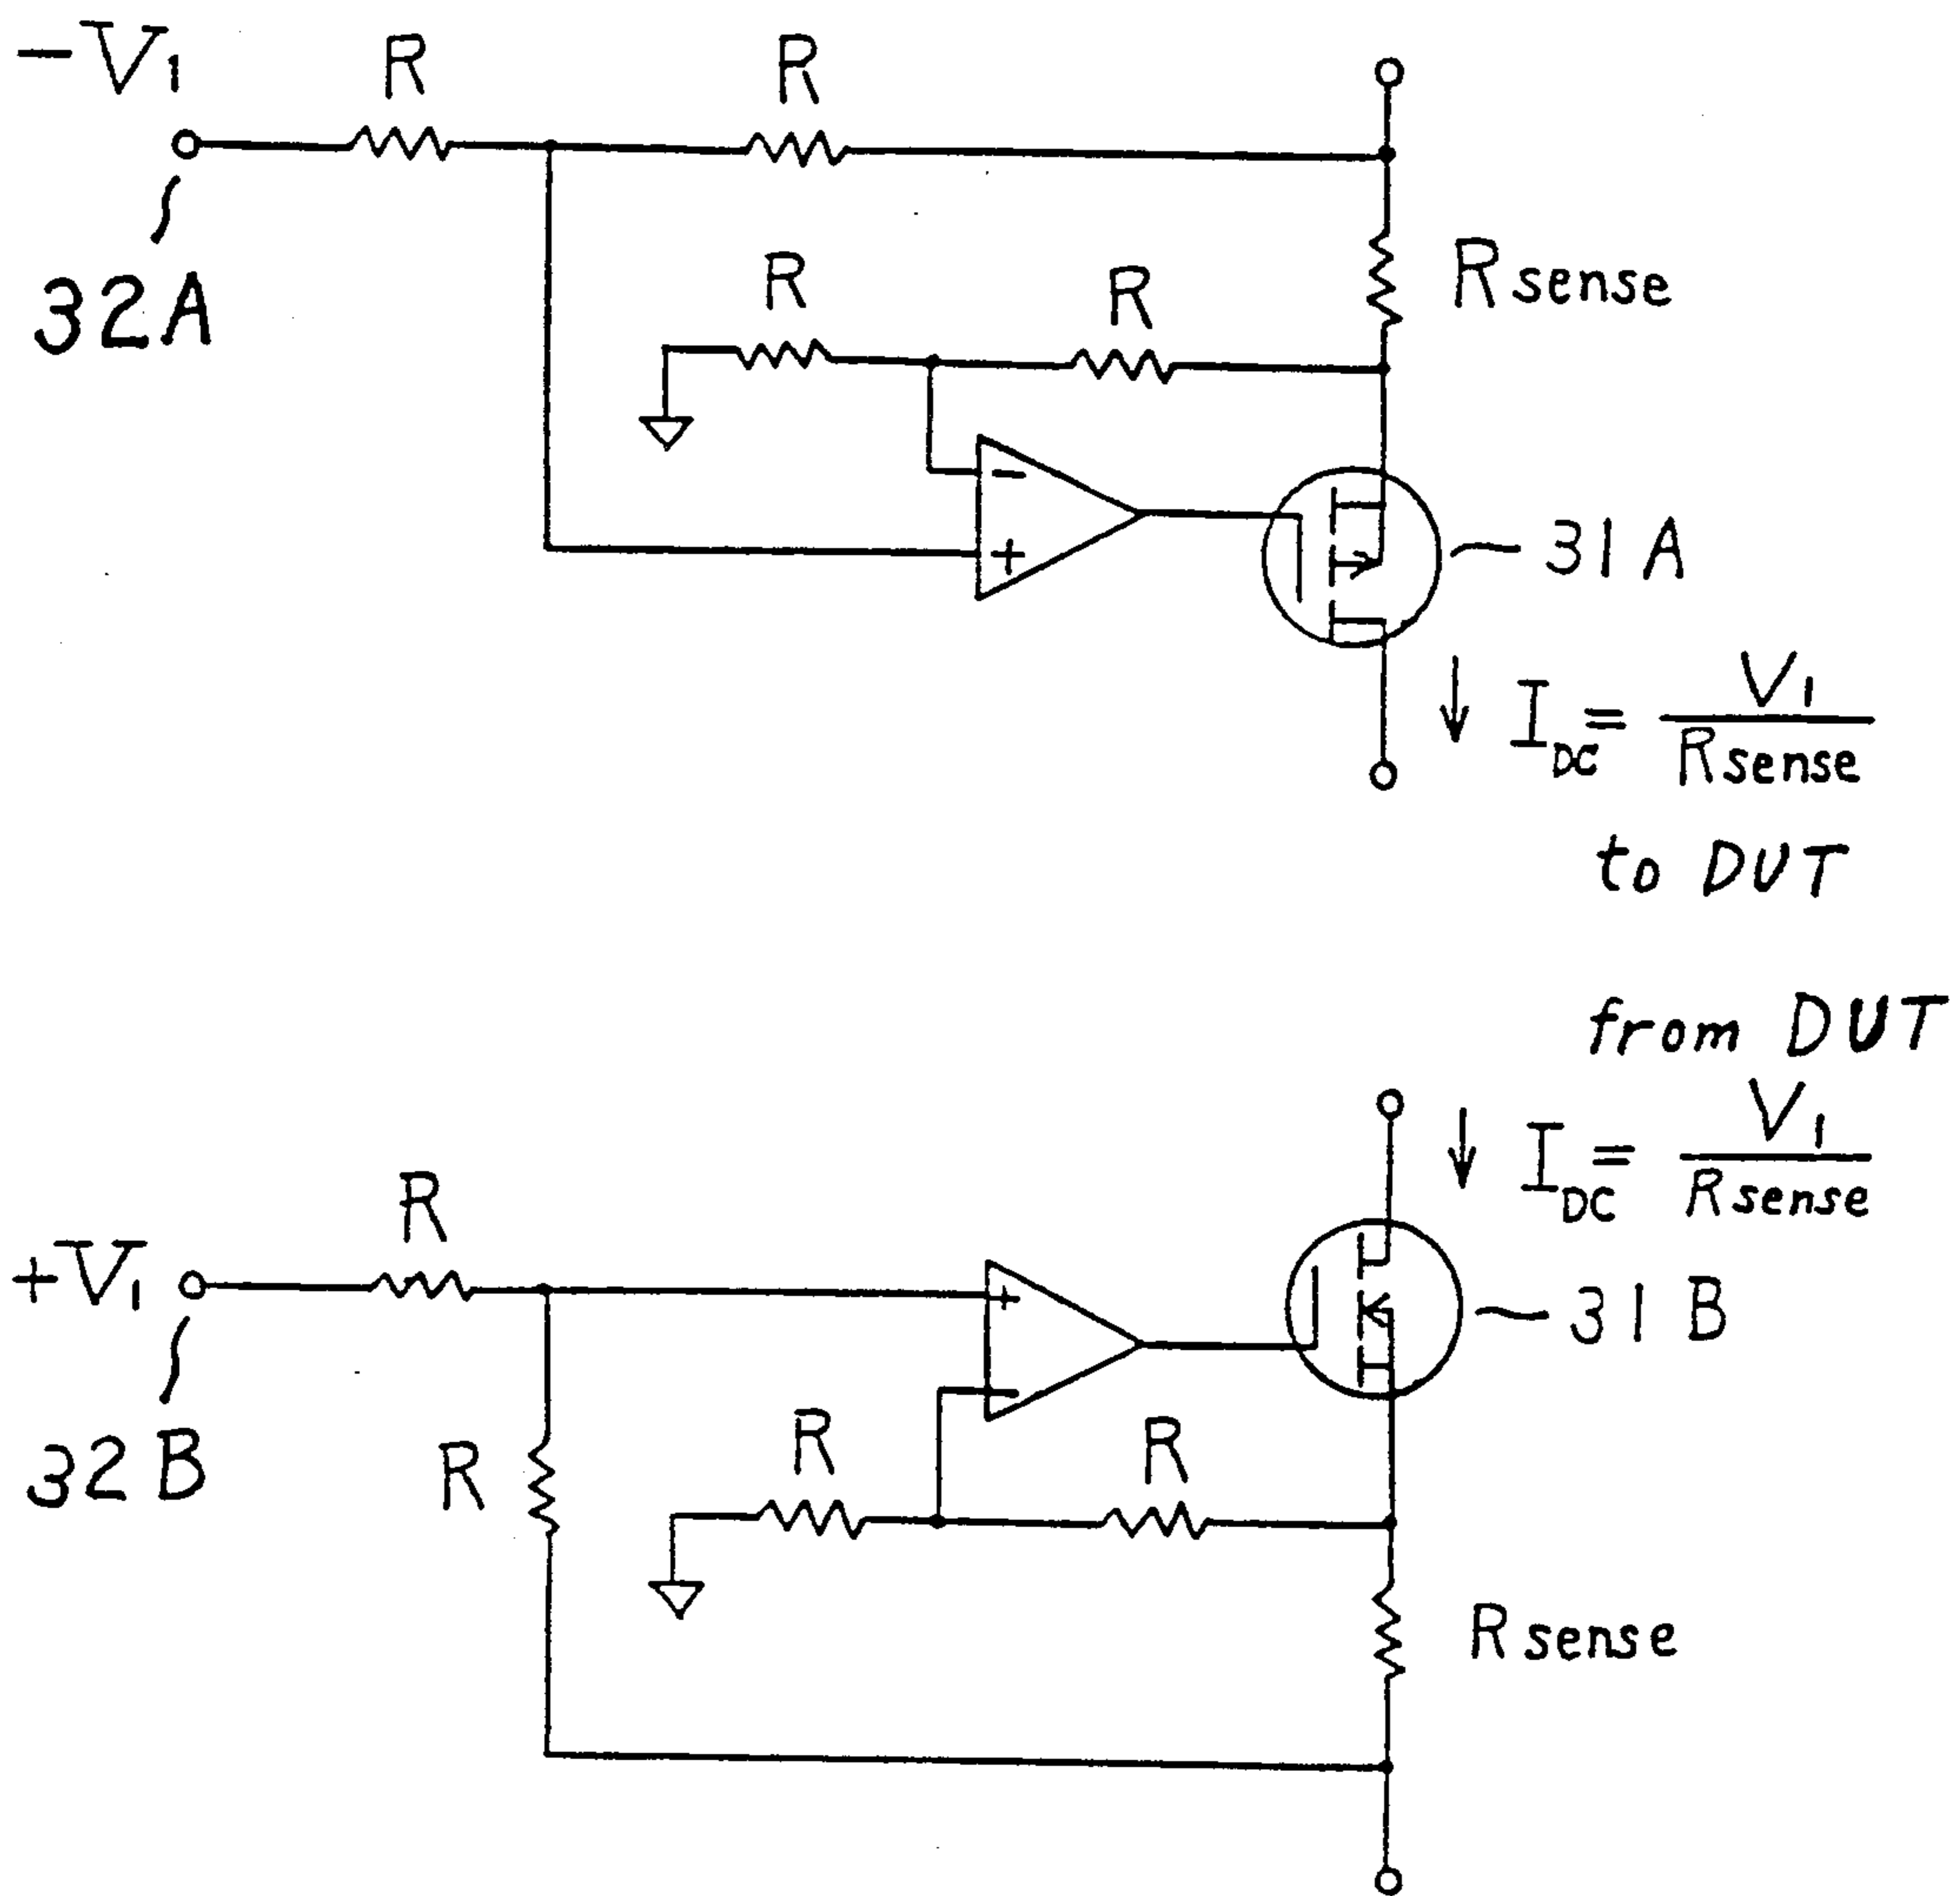 −V1
R
R
32A
R
R
Rsense
−
+
31A
IDC = V1 / Rsense
to DUT
from DUT
IDC = V1 / Rsense
R
+V1
+
−
31B
32B
R
R
R
Rsense